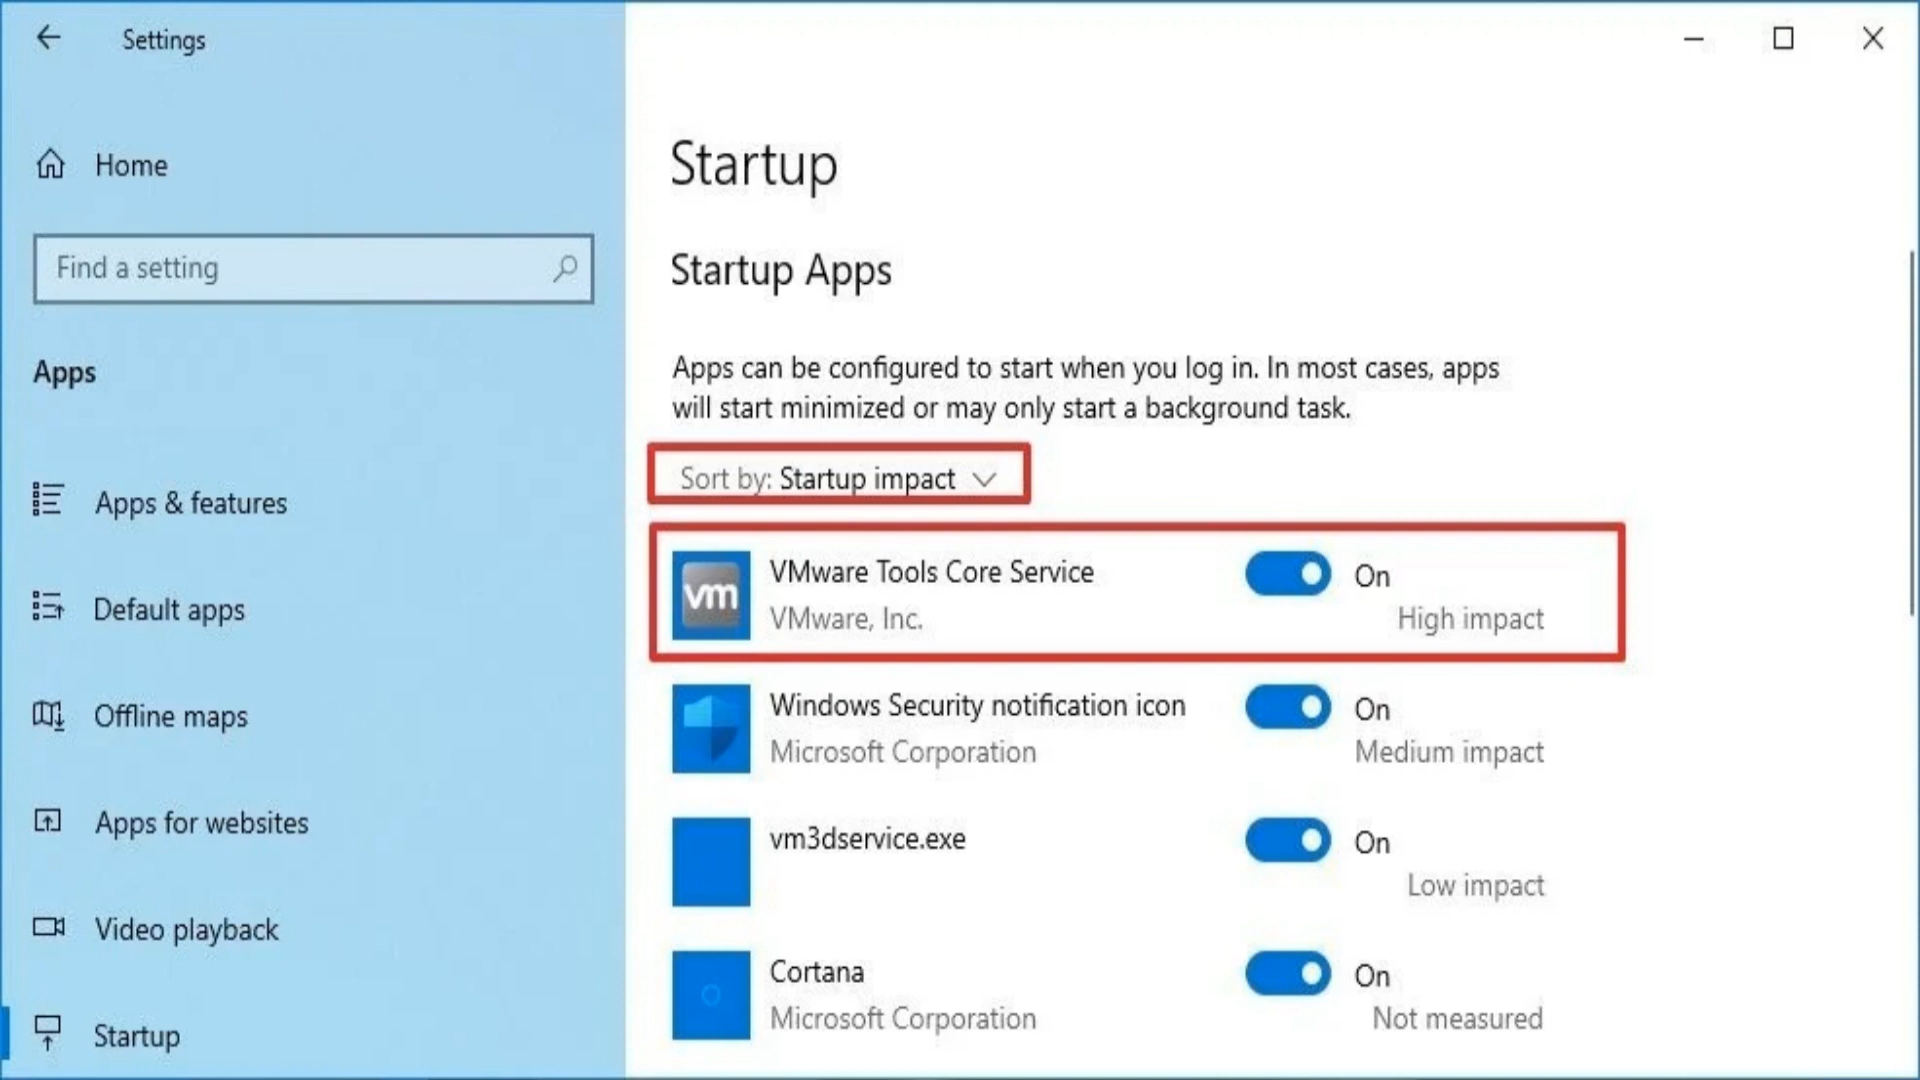 Settings
Home
Find a setting
Apps
Apps & features
Default apps
Offline maps
Apps for websites
Video playback
Startup
Startup
Startup Apps
Apps can be configured to start when you log in. In most cases, apps
will start minimized or may only start a background task.
Sort by: Startup impact
vm
VMware Tools Core Service
On
VMware, Inc.
High impact
Windows Security notification icon
On
Microsoft Corporation
Medium impact
vm3dservice.exe
On
Low impact
Cortana
On
Microsoft Corporation
Not measured